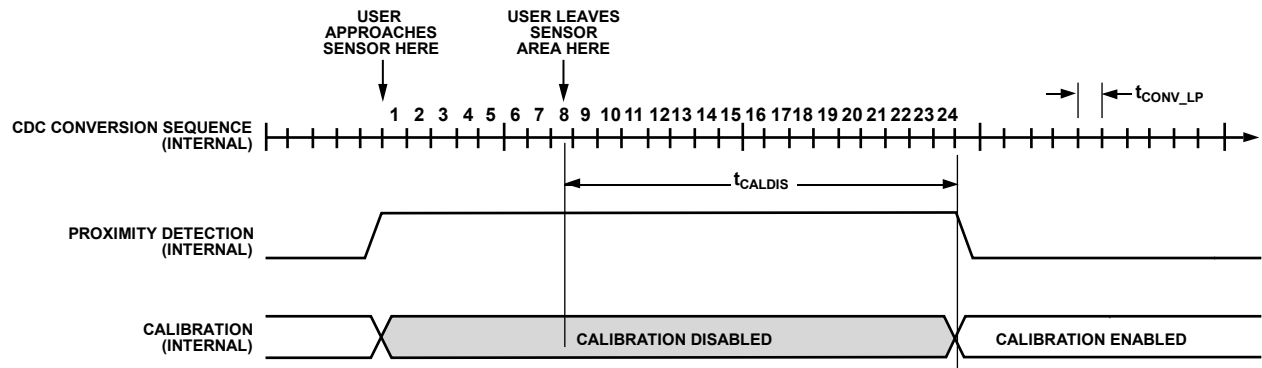 USER
APPROACHES
SENSOR HERE
USER LEAVES
SENSOR
AREA HERE
1 2 3 4 5 6 7 8 9 10 11 12 13 14 15 16 17 18 19 20 21 22 23 24
tCONV_LP
CDC CONVERSION SEQUENCE
(INTERNAL)
tCALDIS
PROXIMITY DETECTION
(INTERNAL)
CALIBRATION
(INTERNAL)
CALIBRATION DISABLED
CALIBRATION ENABLED